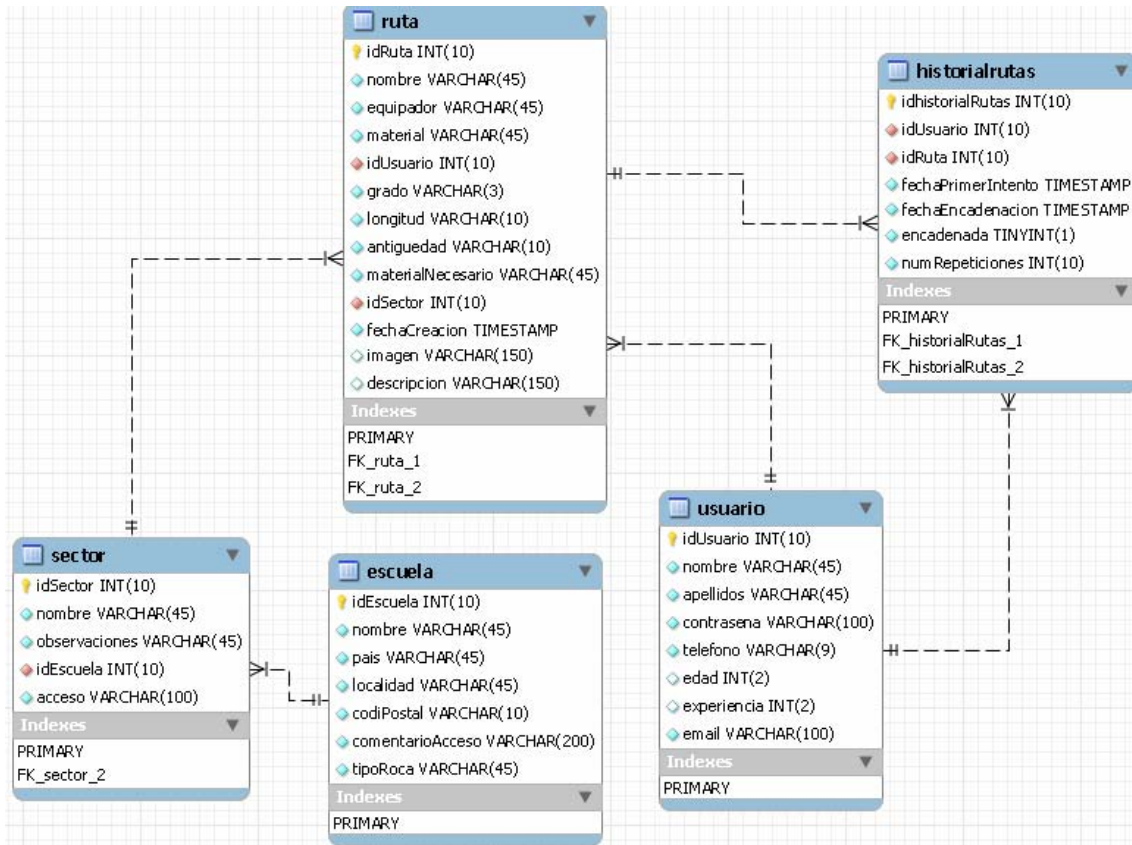 ruta
idRuta INT(10)
nombre VARCHAR(45)
equipador VARCHAR(45)
material VARCHAR(45)
idUsuario INT(10)
grado VARCHAR(3)
longitud VARCHAR(10)
antiguedad VARCHAR(10)
materialNecesario VARCHAR(45)
idSector INT(10)
fechaCreacion TIMESTAMP
imagen VARCHAR(150)
descripcion VARCHAR(150)
Indexes
PRIMARY
FK_ruta_1
FK_ruta_2
historialrutas
idhistorialRutas INT(10)
idUsuario INT(10)
idRuta INT(10)
fechaPrimerIntento TIMESTAMP
fechaEncadenacion TIMESTAMP
encadenada TINYINT(1)
numRepeticiones INT(10)
Indexes
PRIMARY
FK_historialRutas_1
FK_historialRutas_2
sector
idSector INT(10)
nombre VARCHAR(45)
observaciones VARCHAR(45)
idEscuela INT(10)
acceso VARCHAR(100)
Indexes
PRIMARY
FK_sector_2
escuela
idEscuela INT(10)
nombre VARCHAR(45)
pais VARCHAR(45)
localidad VARCHAR(45)
codiPostal VARCHAR(10)
comentarioAcceso VARCHAR(200)
tipoRoca VARCHAR(45)
Indexes
PRIMARY
usuario
idUsuario INT(10)
nombre VARCHAR(45)
apellidos VARCHAR(45)
contrasena VARCHAR(100)
telefono VARCHAR(9)
edad INT(2)
experiencia INT(2)
email VARCHAR(100)
Indexes
PRIMARY